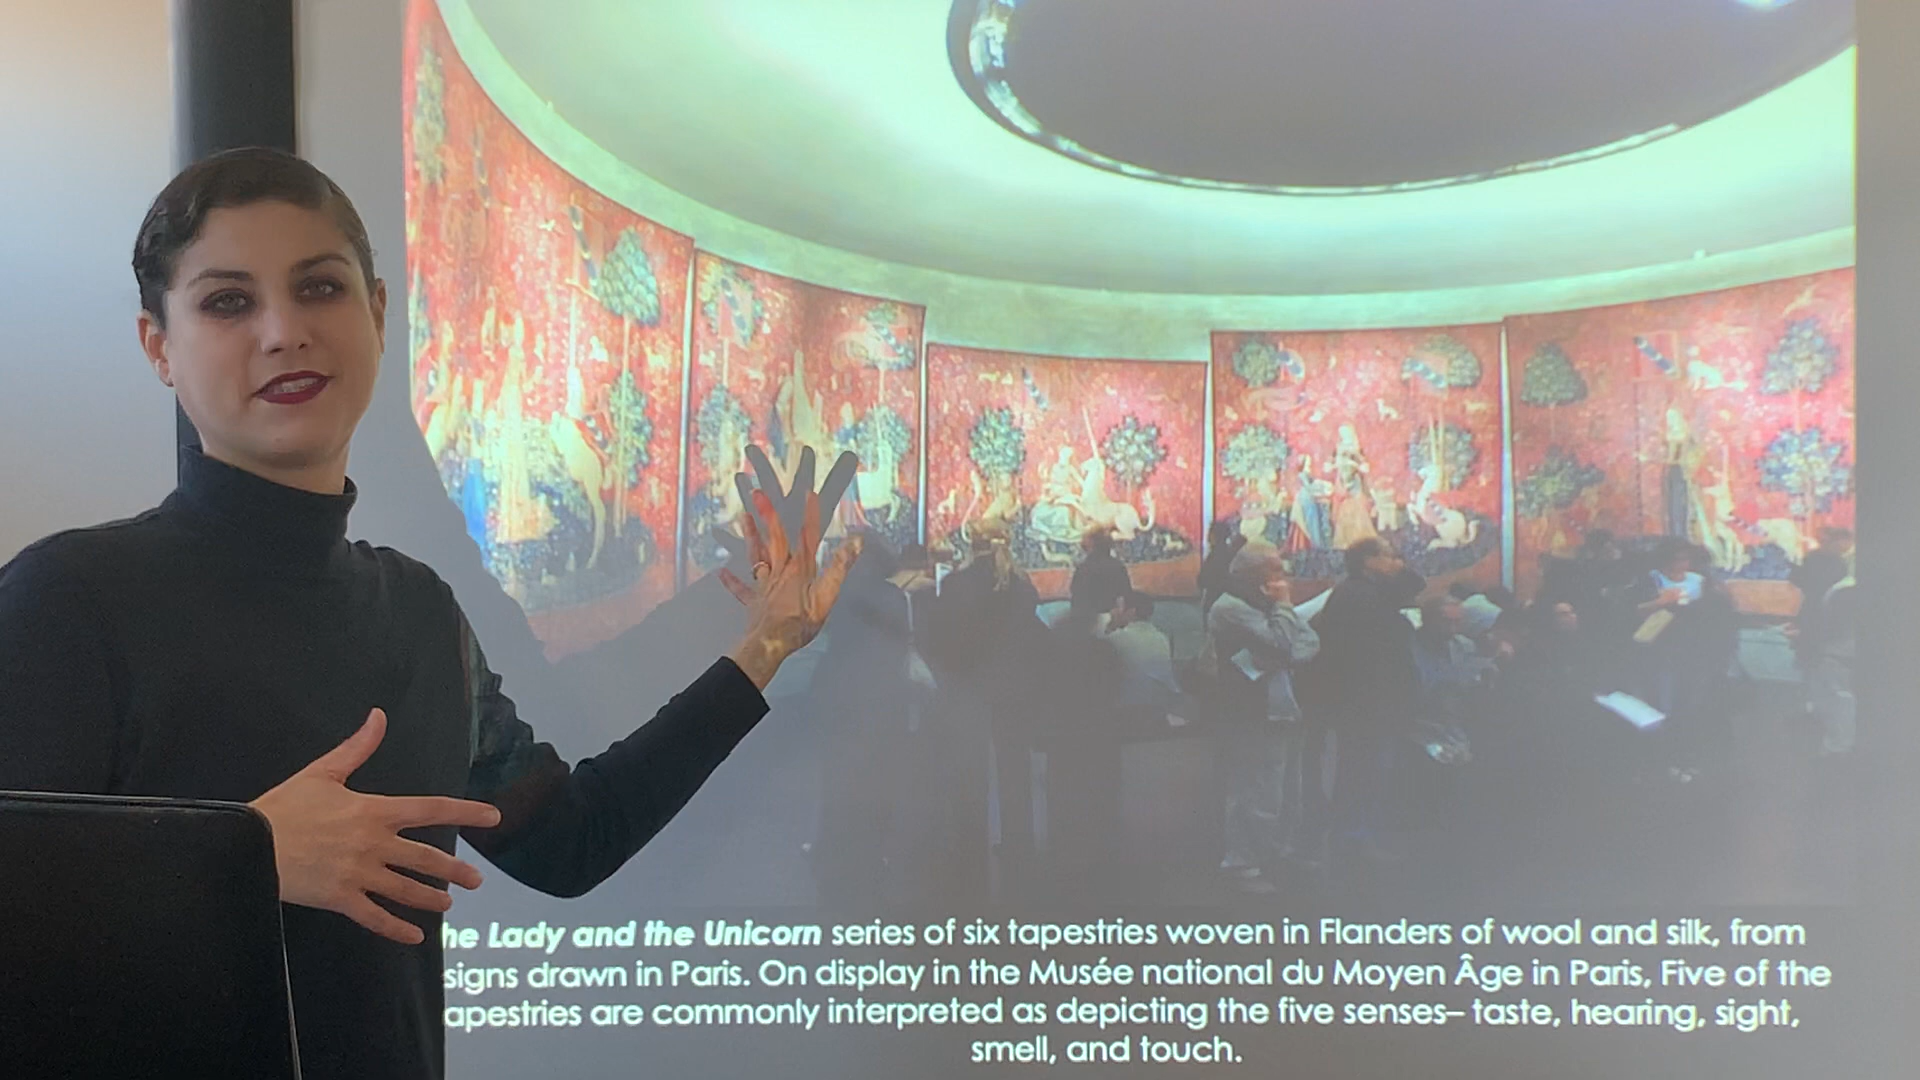 he Lady and the Unicorn series of six tapestries woven in Flanders of wool and silk, from
signs drawn in Paris. On display in the Musée national du Moyen Âge in Paris, Five of the
apestries are commonly interpreted as depicting the five senses– taste, hearing, sight,
smell, and touch.